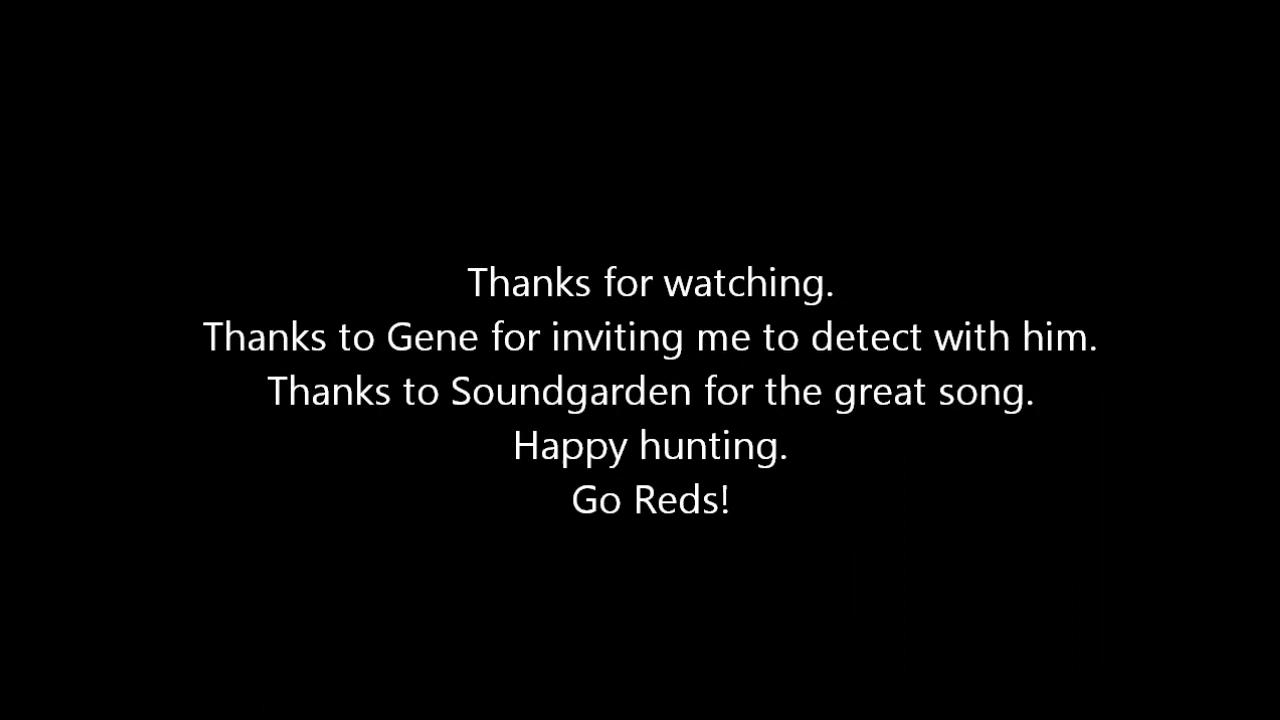 Thanks for watching.
Thanks to Gene for inviting me to detect with him.
Thanks to Soundgarden for the great song.
Happy hunting.
Go Reds!